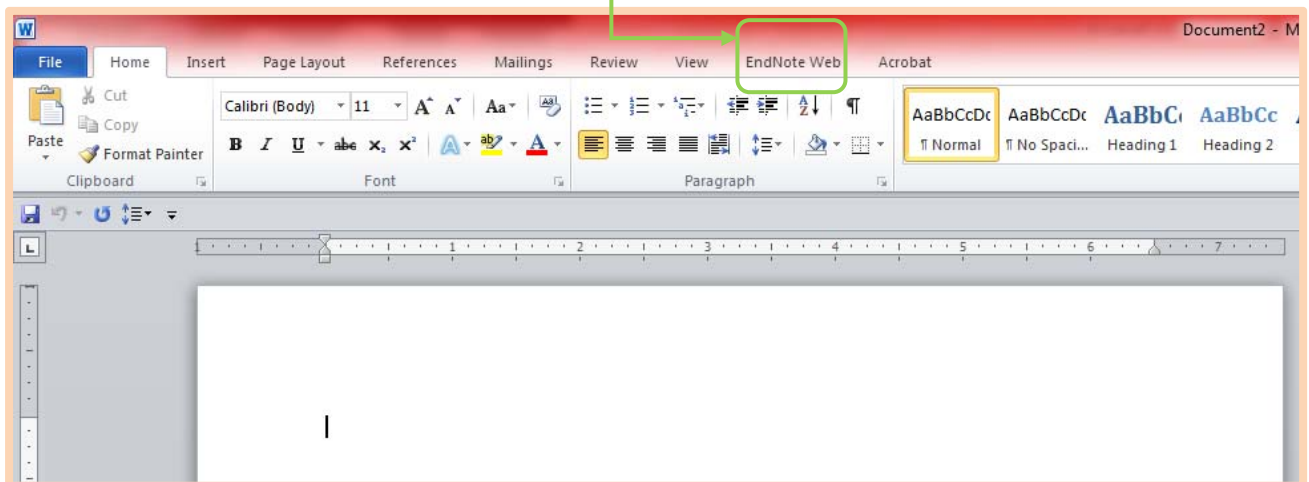 W
Document2 - M
File Home Insert Page Layout References Mailings Review View EndNote Web Acrobat
Paste
Cut
Copy
Format Painter
Clipboard
Calibri (Body) 11 A A Aa
B I U abc X₂ X² A ab A
Font
A Z ¶
Paragraph
AaBbCcDc AaBbCcDc AaBbC AaBbCc
¶ Normal ¶ No Spaci... Heading 1 Heading 2
L
1 1 2 3 4 5 6 7